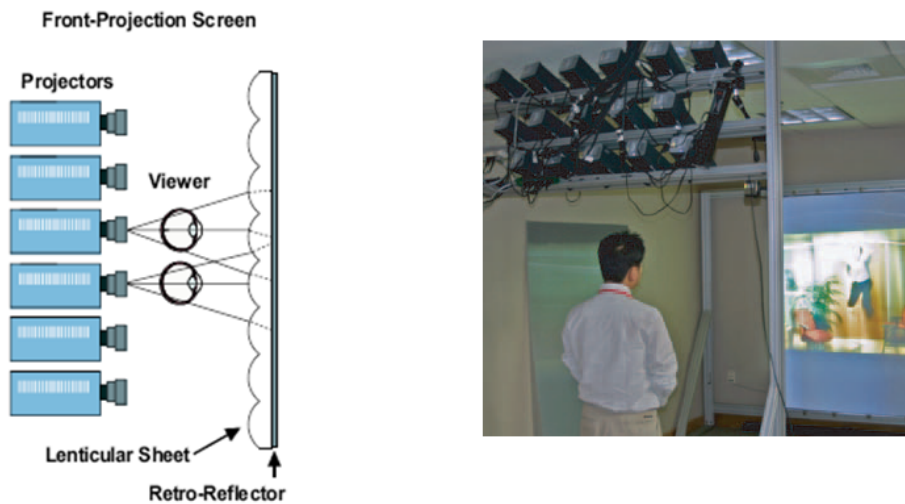 Front-Projection Screen
Projectors
Viewer
Lenticular Sheet
Retro-Reflector